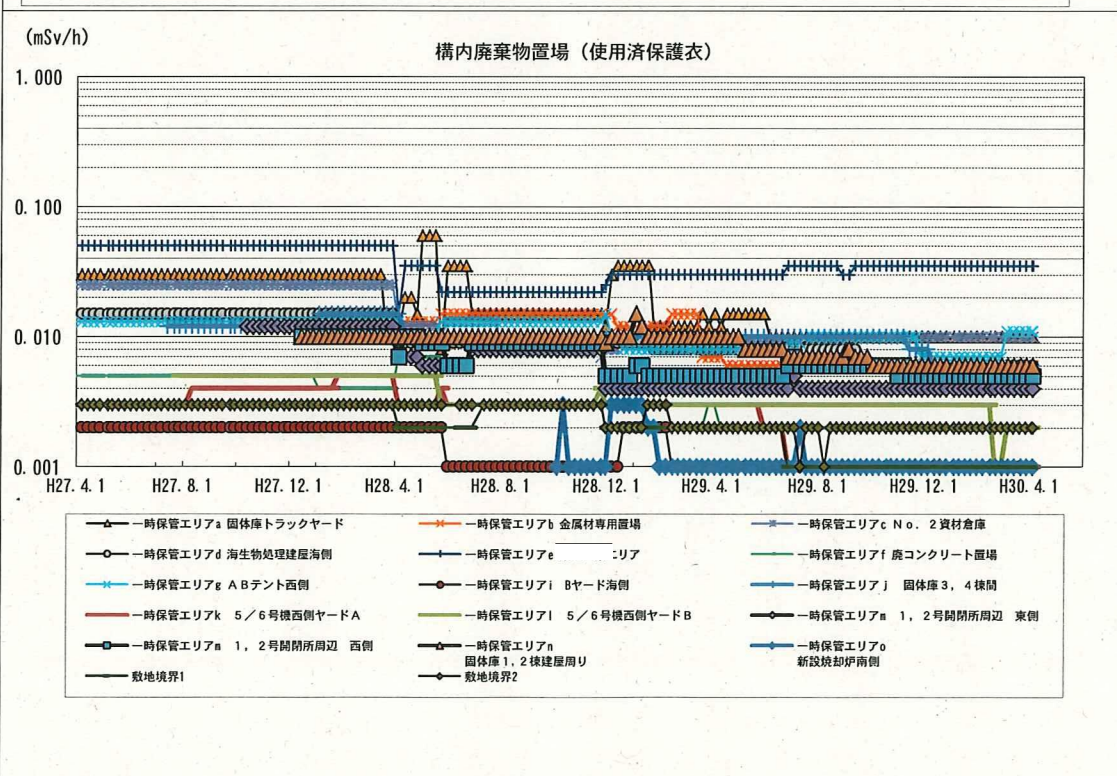 (mSv/h)
構内廃棄物置場（使用済保護衣）
1.000
0.100
0.010
0.001
H27.4.1 H27.8.1 H27.12.1 H28.4.1 H28.8.1 H28.12.1 H29.4.1 H29.8.1 H29.12.1 H30.4.1
一時保管エリアa 固体庫トラックヤード 一時保管エリアb 金属材専用置場 一時保管エリアc No．2資材倉庫
一時保管エリアd 海生物処理建屋海側 一時保管エリアe エリア 一時保管エリアf 廃コンクリート置場
一時保管エリアg ABテント西側 一時保管エリアi Bヤード海側 一時保管エリアj 固体庫3，4棟間
一時保管エリアk 5／6号機西側ヤードA 一時保管エリアl 5／6号機西側ヤードB 一時保管エリアm 1，2号開閉所周辺 東側
一時保管エリアm 1，2号開閉所周辺 西側 一時保管エリアn 一時保管エリアo
固体庫1，2棟建屋周り 新設焼却炉南側
敷地境界1 敷地境界2